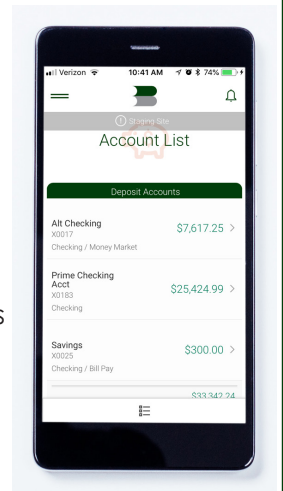 Verizon 10:41 AM 74%
Staging Site
Account List
Deposit Accounts
Alt Checking
X0017
$7,617.25 >
Checking / Money Market
Prime Checking
Acct
X0183
$25,424.99 >
Checking
Savings
X0025
$300.00 >
Checking / Bill Pay
$33,342.24
S